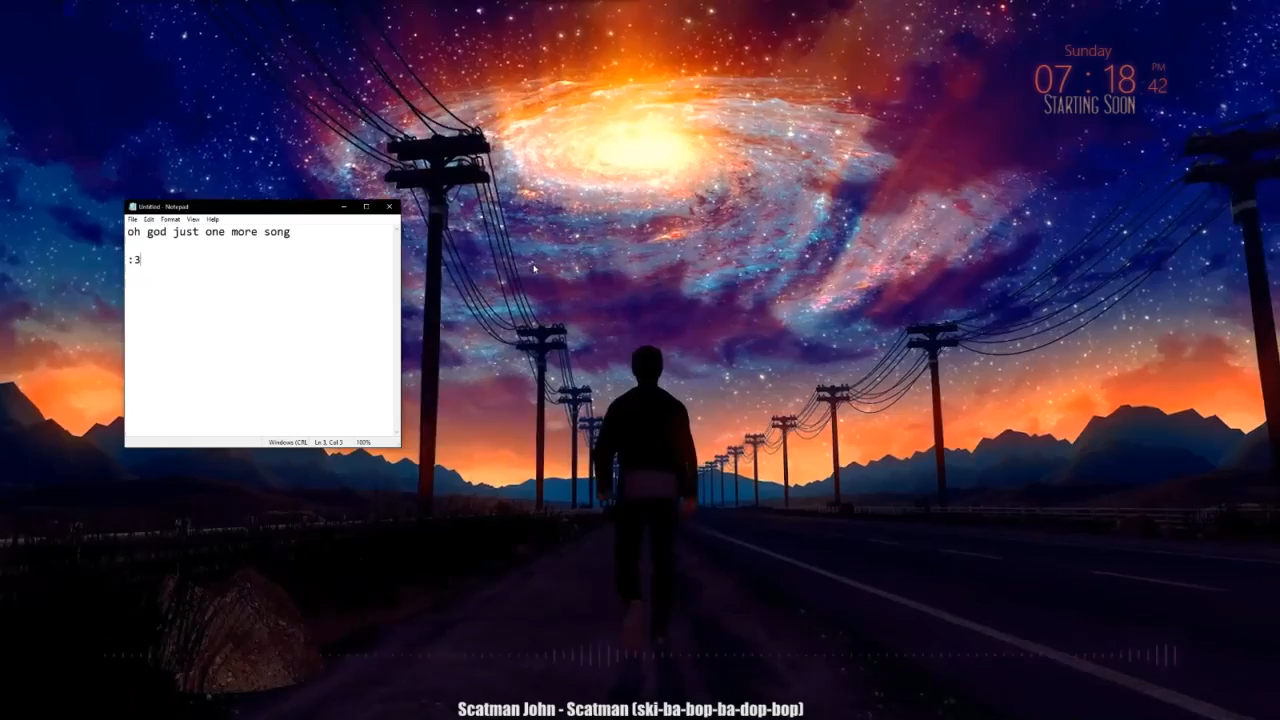 Sunday
07 : 18 PM 42
STARTING SOON
Untitled - Notepad
File Edit Format View Help
oh god just one more song
:3
Windows (CRL Ln 3, Col 3 100%
Scatman John - Scatman (ski-ba-bop-ba-dop-bop)